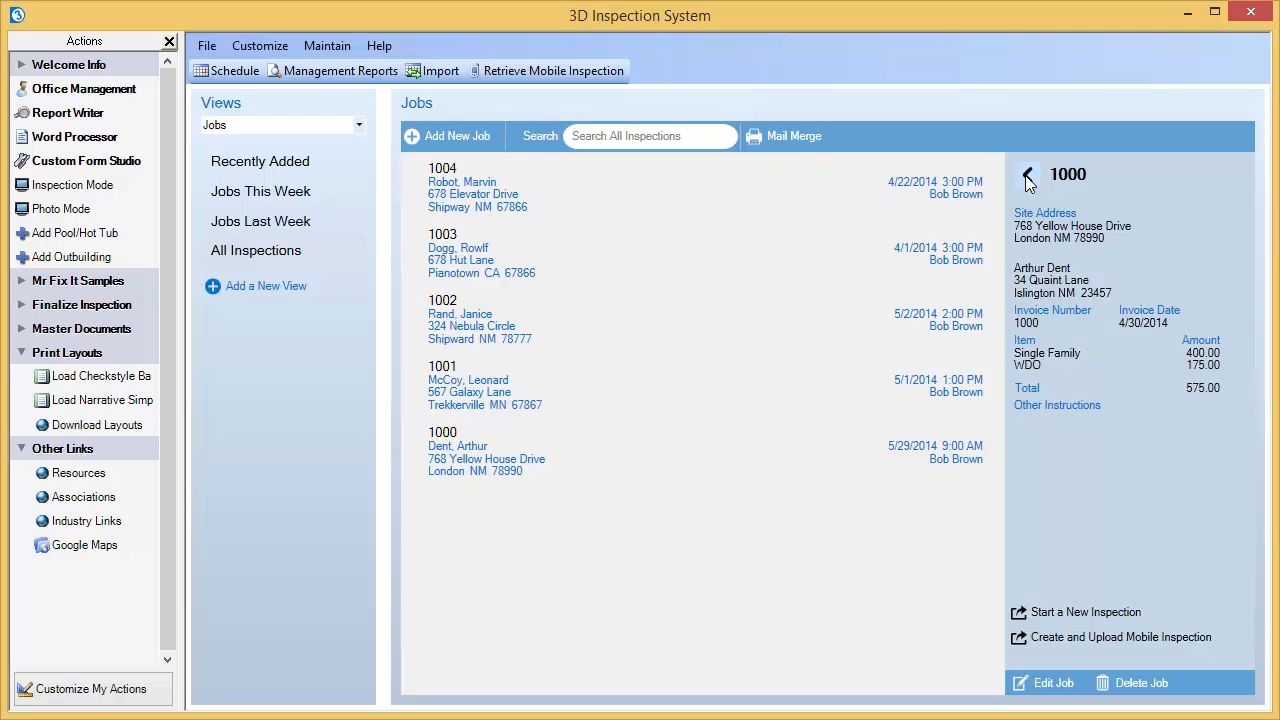 3D Inspection System
Actions
Welcome Info
Office Management
Report Writer
Word Processor
Custom Form Studio
Inspection Mode
Photo Mode
Add Pool/Hot Tub
Add Outbuilding
Mr Fix It Samples
Finalize Inspection
Master Documents
Print Layouts
Load Checkstyle Ba
Load Narrative Simp
Download Layouts
Other Links
Resources
Associations
Industry Links
Google Maps
Customize My Actions
File Customize Maintain Help
Schedule Management Reports Import Retrieve Mobile Inspection
Views
Jobs
Recently Added
Jobs This Week
Jobs Last Week
All Inspections
Add a New View
Jobs
Add New Job Search Search All Inspections Mail Merge
1004
Robot, Marvin 4/22/2014 3:00 PM
678 Elevator Drive Bob Brown
Shipway NM 67866
1003
Dogg, Rowlf 4/1/2014 3:00 PM
678 Hut Lane Bob Brown
Pianotown CA 67866
1002
Rand, Janice 5/2/2014 2:00 PM
324 Nebula Circle Bob Brown
Shipward NM 78777
1001
McCoy, Leonard 5/1/2014 1:00 PM
567 Galaxy Lane Bob Brown
Trekkerville MN 67867
1000
Dent, Arthur 5/29/2014 9:00 AM
768 Yellow House Drive Bob Brown
London NM 78990
1000
Site Address
768 Yellow House Drive
London NM 78990
Arthur Dent
34 Quaint Lane
Islington NM 23457
Invoice Number Invoice Date
1000 4/30/2014
Item Amount
Single Family 400.00
WDO 175.00
Total 575.00
Other Instructions
Start a New Inspection
Create and Upload Mobile Inspection
Edit Job Delete Job